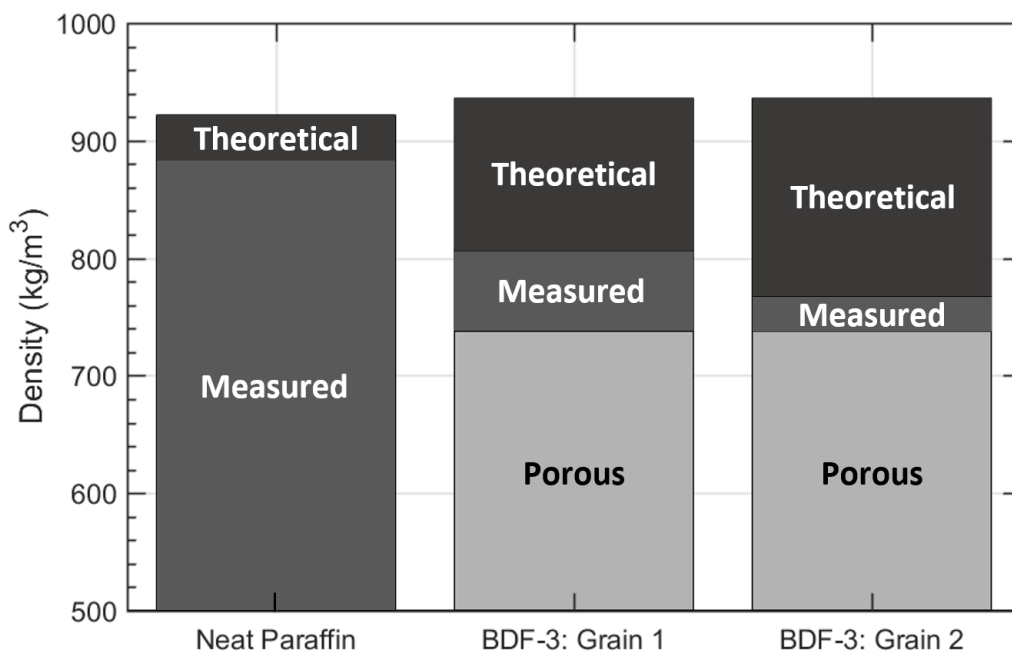 1000
900
800
700
600
500
Density (kg/m³)
Theoretical
Measured
Theoretical
Measured
Porous
Theoretical
Measured
Porous
Neat Paraffin
BDF-3: Grain 1
BDF-3: Grain 2